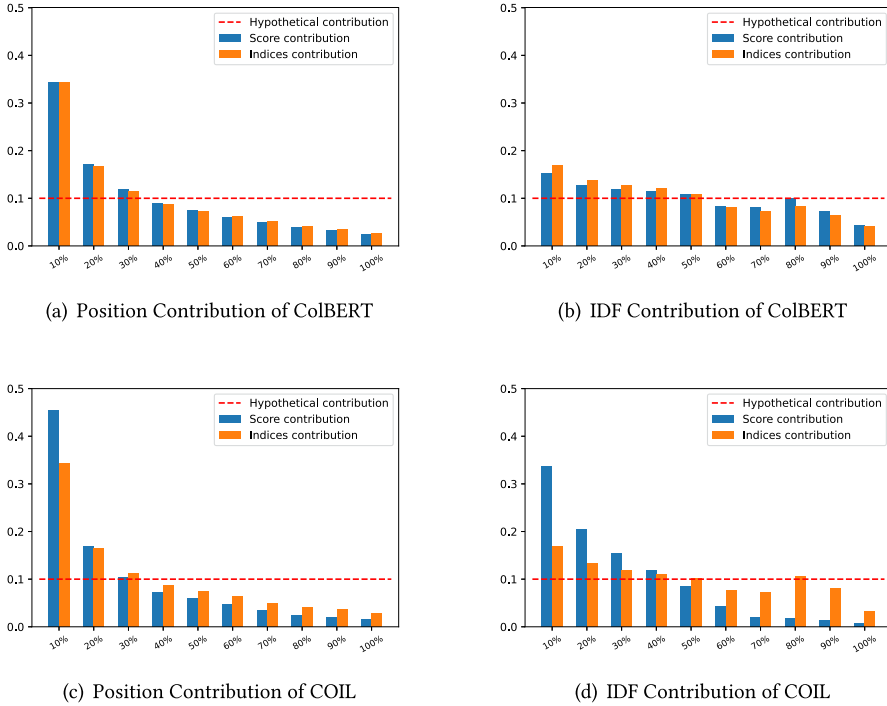 0.5
0.4
0.3
0.2
0.1
0.0
Hypothetical contribution
Score contribution
Indices contribution
10% 20% 30% 40% 50% 60% 70% 80% 90% 100%
(a) Position Contribution of ColBERT
0.5
0.4
0.3
0.2
0.1
0.0
Hypothetical contribution
Score contribution
Indices contribution
10% 20% 30% 40% 50% 60% 70% 80% 90% 100%
(b) IDF Contribution of ColBERT
0.5
0.4
0.3
0.2
0.1
0.0
Hypothetical contribution
Score contribution
Indices contribution
10% 20% 30% 40% 50% 60% 70% 80% 90% 100%
(c) Position Contribution of COIL
0.5
0.4
0.3
0.2
0.1
0.0
Hypothetical contribution
Score contribution
Indices contribution
10% 20% 30% 40% 50% 60% 70% 80% 90% 100%
(d) IDF Contribution of COIL